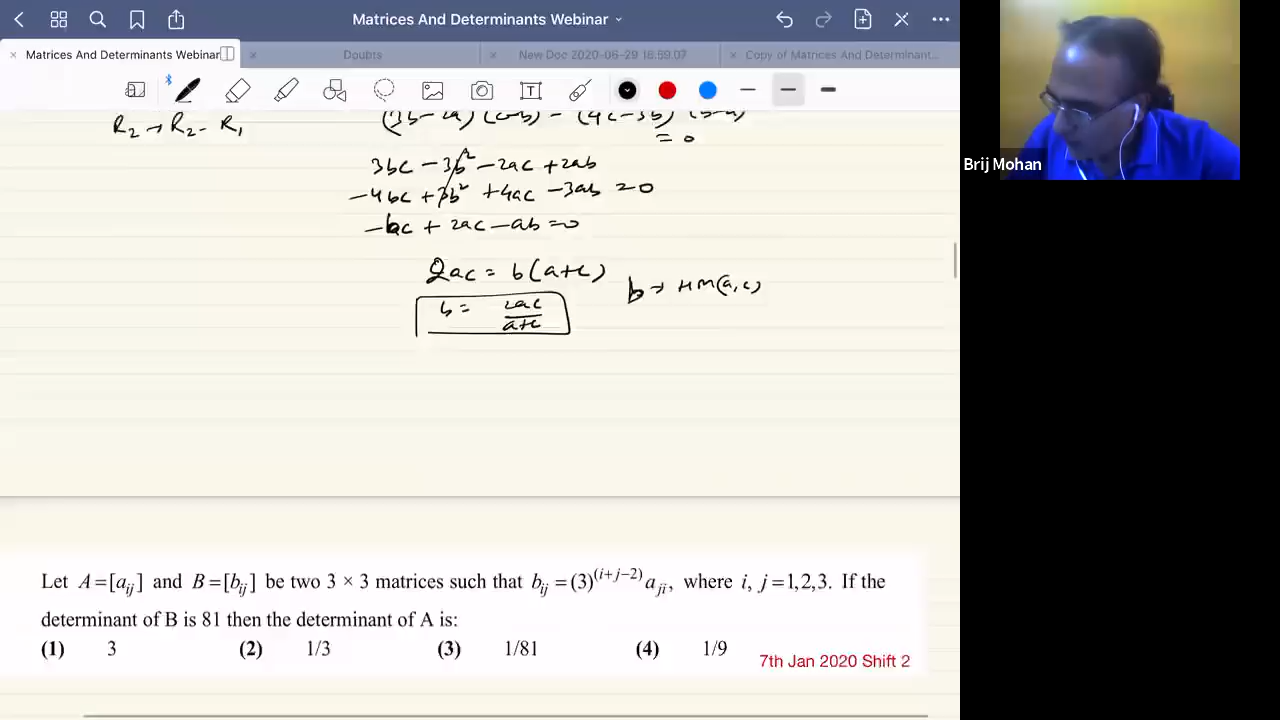 Matrices And Determinants Webinar
Matrices And Determinants Webinar
Doubts
New Doc 2020-06-29 16:59:07
Copy of Matrices And Determinant...
R₂ → R₂ - R₁
(3b-2a) (c-b) - (4c-3b) (b-a)
= 0
3bc - 3b² - 2ac + 2ab
-4bc + 3b² + 4ac - 3ab = 0
-bc + 2ac - ab = 0
2ac = b(a+c)
b → HM(a,c)
b = 2ac/a+c
Brij Mohan
Let A=[aᵢⱼ] and B=[bᵢⱼ] be two 3 × 3 matrices such that bᵢⱼ = (3)^(i+j−2) aⱼᵢ, where i, j = 1,2,3. If the
determinant of B is 81 then the determinant of A is:
(1) 3 (2) 1/3 (3) 1/81 (4) 1/9
7th Jan 2020 Shift 2